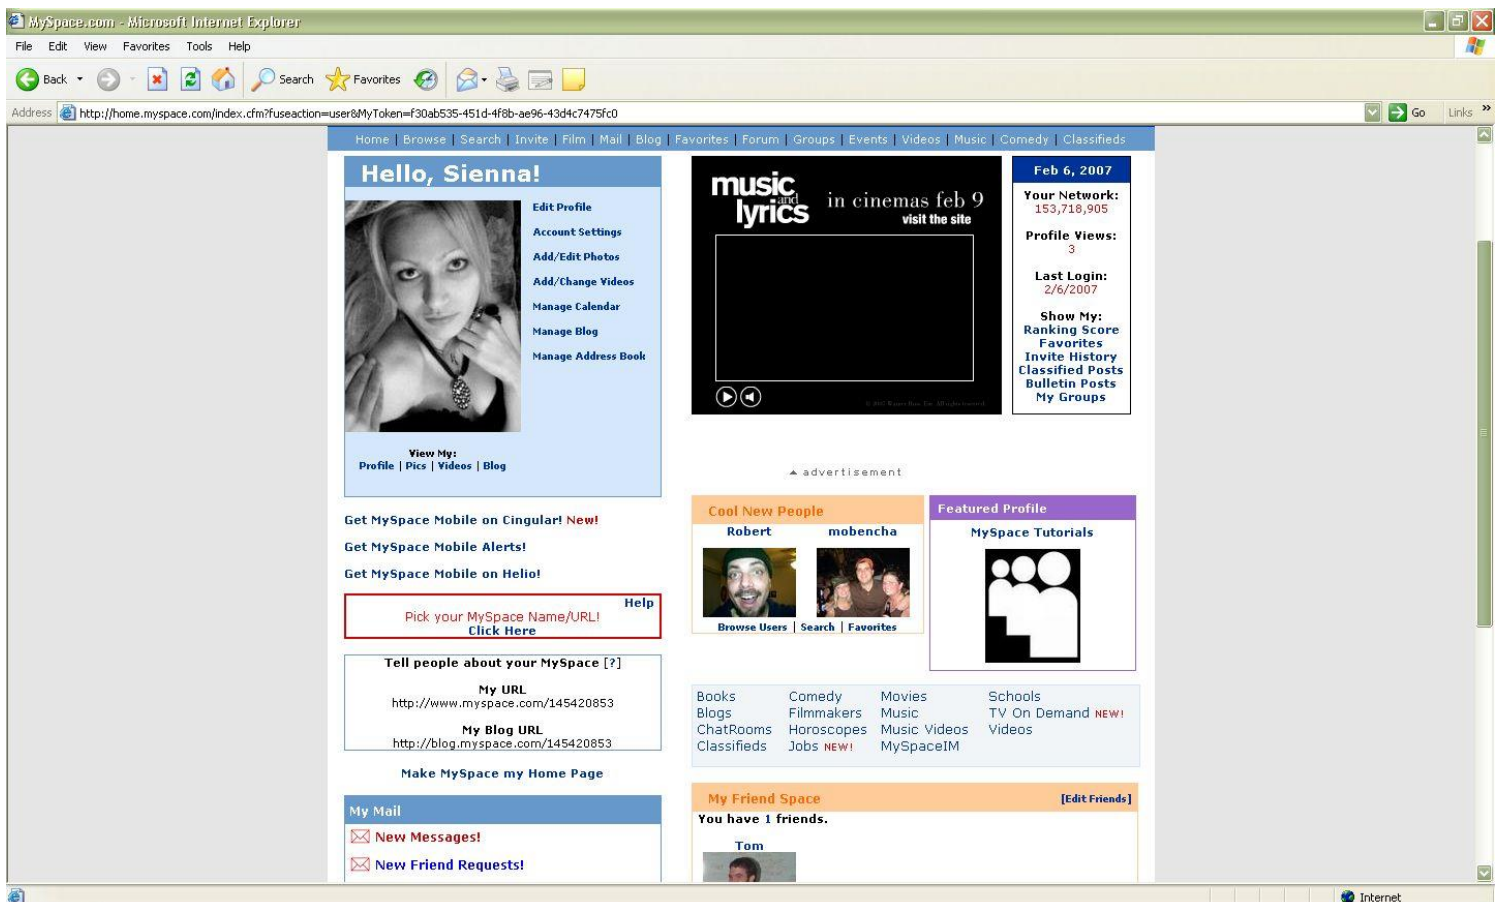 MySpace.com - Microsoft Internet Explorer
File Edit View Favorites Tools Help
Back Search Favorites
Address http://home.myspace.com/index.cfm?fuseaction=user&MyToken=f30ab535-451d-4f8b-ae96-43d4c7475fc0 Go Links »
Home | Browse | Search | Invite | Film | Mail | Blog | Favorites | Forum | Groups | Events | Videos | Music | Comedy | Classifieds
Hello, Sienna!
Edit Profile
Account Settings
Add/Edit Photos
Add/Change Videos
Manage Calendar
Manage Blog
Manage Address Book
View My:
Profile | Pics | Videos | Blog
music
and
lyrics
in cinemas feb 9
visit the site
advertisement
Feb 6, 2007
Your Network:
153,718,905
Profile Views:
3
Last Login:
2/6/2007
Show My:
Ranking Score
Favorites
Invite History
Classified Posts
Bulletin Posts
My Groups
Get MySpace Mobile on Cingular! New!
Get MySpace Mobile Alerts!
Get MySpace Mobile on Helio!
Help
Pick your MySpace Name/URL!
Click Here
Tell people about your MySpace [?]
My URL
http://www.myspace.com/145420853
My Blog URL
http://blog.myspace.com/145420853
Make MySpace my Home Page
My Mail
New Messages!
New Friend Requests!
Cool New People
Robert mobencha
Browse Users | Search | Favorites
Featured Profile
MySpace Tutorials
Books Comedy Movies Schools
Blogs Filmmakers Music TV On Demand NEW!
ChatRooms Horoscopes Music Videos Videos
Classifieds Jobs NEW! MySpaceIM
My Friend Space [Edit Friends]
You have 1 friends.
Tom
Internet